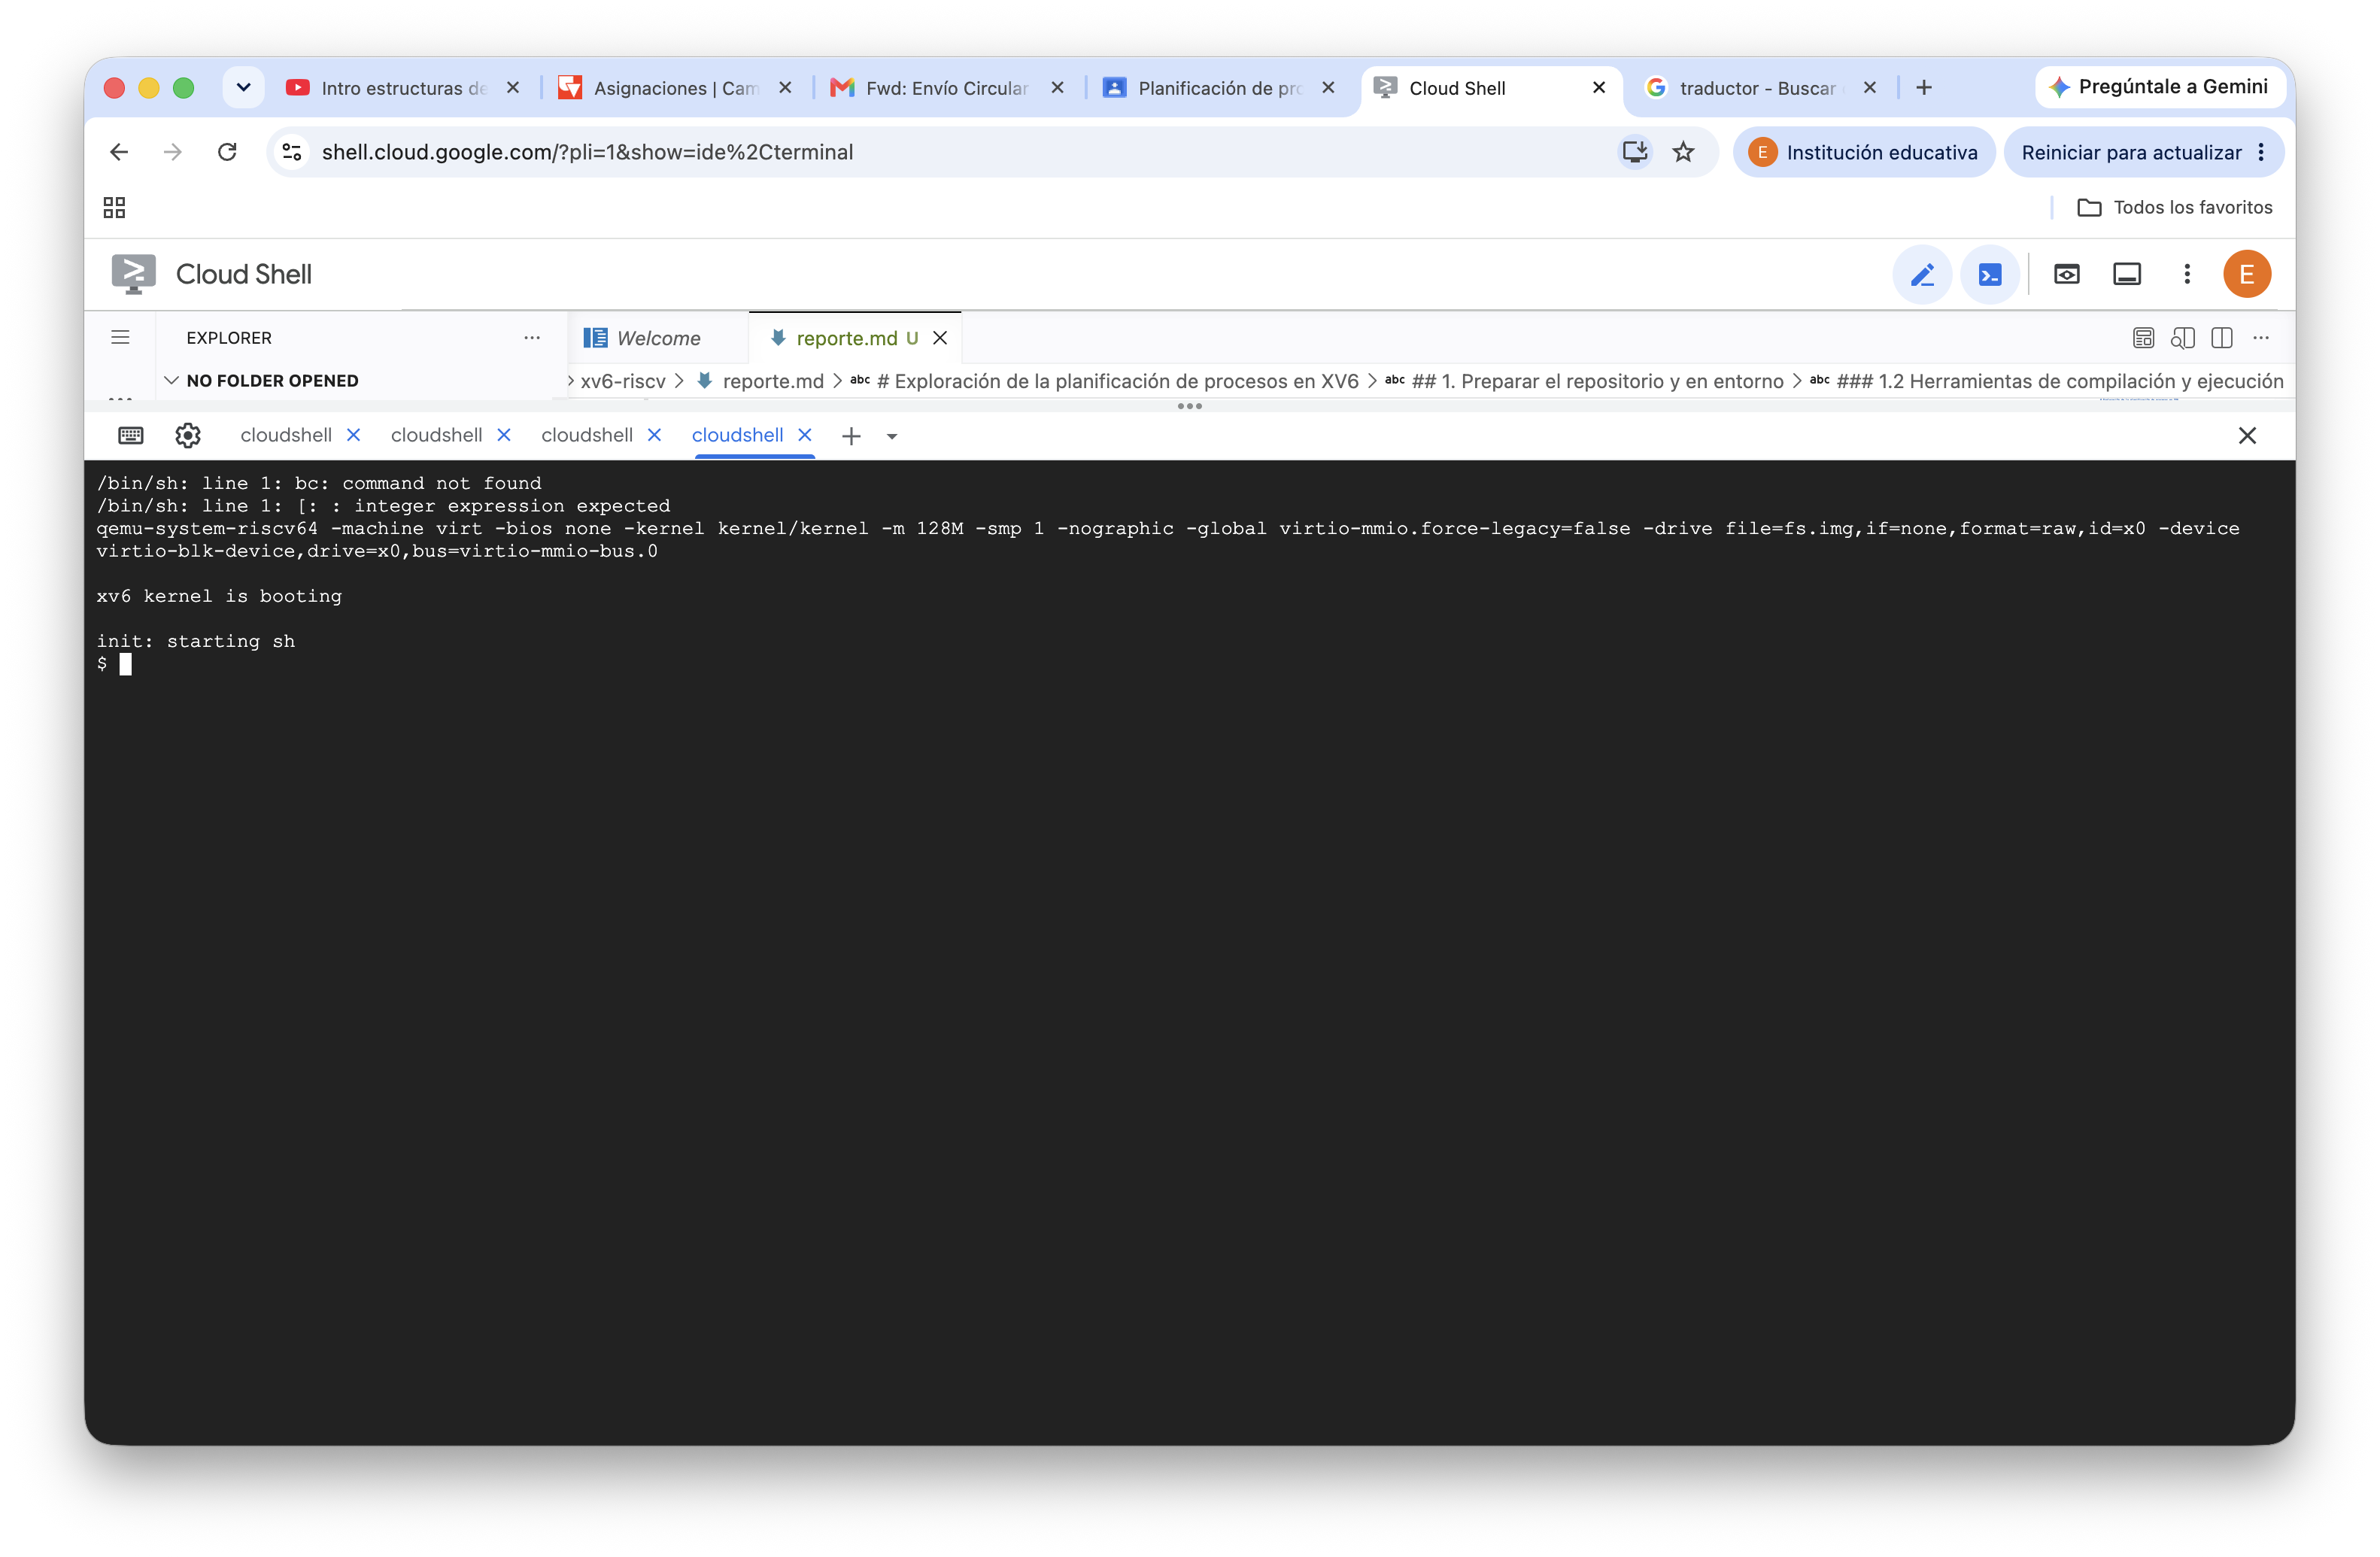 Intro estructuras de
Asignaciones | Cam
Fwd: Envío Circular
Planificación de pro
Cloud Shell
traductor - Buscar
Pregúntale a Gemini
shell.cloud.google.com/?pli=1&show=ide%2Cterminal
E Institución educativa
Reiniciar para actualizar
Todos los favoritos
Cloud Shell
E
EXPLORER
Welcome
reporte.md U
NO FOLDER OPENED
xv6-riscv > reporte.md > abc # Exploración de la planificación de procesos en XV6 > abc ## 1. Preparar el repositorio y en entorno > abc ### 1.2 Herramientas de compilación y ejecución
cloudshell
cloudshell
cloudshell
cloudshell
/bin/sh: line 1: bc: command not found
/bin/sh: line 1: [: : integer expression expected
qemu-system-riscv64 -machine virt -bios none -kernel kernel/kernel -m 128M -smp 1 -nographic -global virtio-mmio.force-legacy=false -drive file=fs.img,if=none,format=raw,id=x0 -device
virtio-blk-device,drive=x0,bus=virtio-mmio-bus.0
xv6 kernel is booting
init: starting sh
$